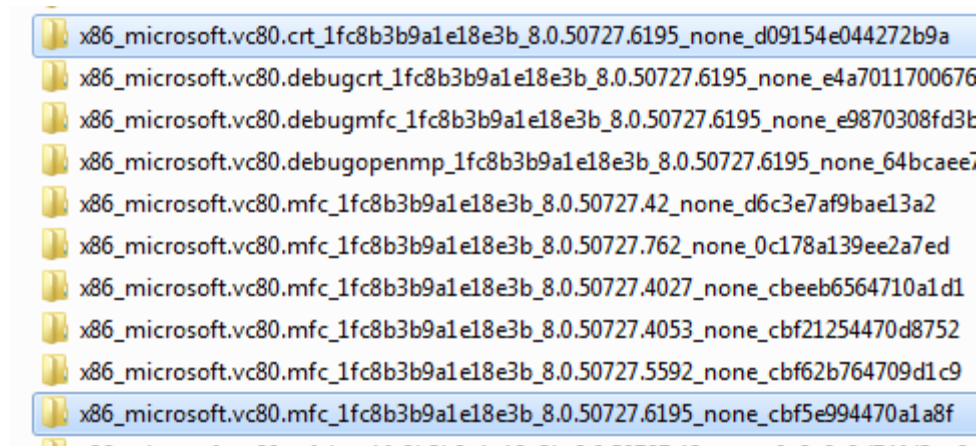 x86_microsoft.vc80.crt_1fc8b3b9a1e18e3b_8.0.50727.6195_none_d09154e044272b9a
x86_microsoft.vc80.debugcrt_1fc8b3b9a1e18e3b_8.0.50727.6195_none_e4a7011700676
x86_microsoft.vc80.debugmfc_1fc8b3b9a1e18e3b_8.0.50727.6195_none_e9870308fd3b
x86_microsoft.vc80.debugopenmp_1fc8b3b9a1e18e3b_8.0.50727.6195_none_64bcaee7
x86_microsoft.vc80.mfc_1fc8b3b9a1e18e3b_8.0.50727.42_none_d6c3e7af9bae13a2
x86_microsoft.vc80.mfc_1fc8b3b9a1e18e3b_8.0.50727.762_none_0c178a139ee2a7ed
x86_microsoft.vc80.mfc_1fc8b3b9a1e18e3b_8.0.50727.4027_none_cbeeb6564710a1d1
x86_microsoft.vc80.mfc_1fc8b3b9a1e18e3b_8.0.50727.4053_none_cbf21254470d8752
x86_microsoft.vc80.mfc_1fc8b3b9a1e18e3b_8.0.50727.5592_none_cbf62b764709d1c9
x86_microsoft.vc80.mfc_1fc8b3b9a1e18e3b_8.0.50727.6195_none_cbf5e994470a1a8f